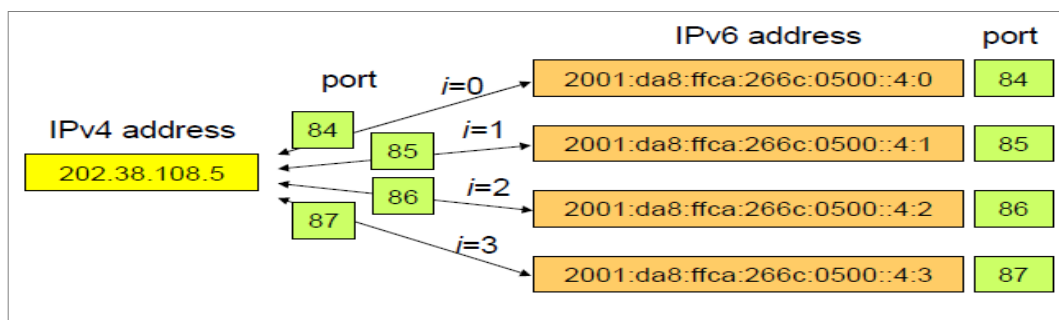 IPv6 address port
port i=0 2001:da8:ffca:266c:0500::4:0 84
IPv4 address 84 i=1 2001:da8:ffca:266c:0500::4:1 85
202.38.108.5 85
86 i=2 2001:da8:ffca:266c:0500::4:2 86
87 i=3 2001:da8:ffca:266c:0500::4:3 87